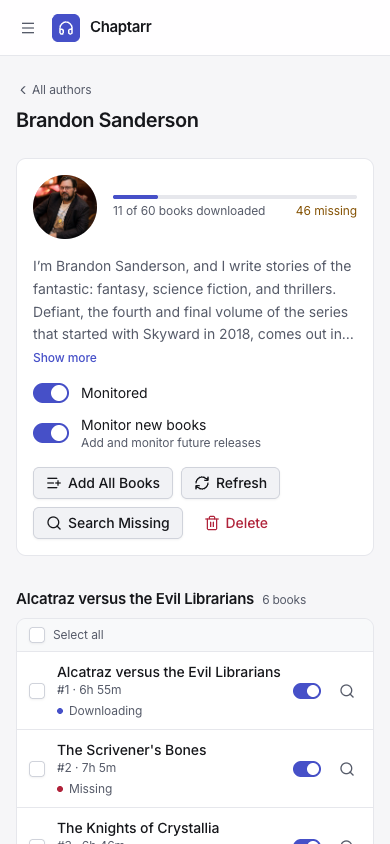 Chaptarr
All authors
Brandon Sanderson
11 of 60 books downloaded 46 missing
I'm Brandon Sanderson, and I write stories of the
fantastic: fantasy, science fiction, and thrillers.
Defiant, the fourth and final volume of the series
that started with Skyward in 2018, comes out in...
Show more
Monitored
Monitor new books
Add and monitor future releases
Add All Books Refresh
Search Missing Delete
Alcatraz versus the Evil Librarians 6 books
Select all
Alcatraz versus the Evil Librarians
#1 · 6h 55m
Downloading
The Scrivener's Bones
#2 · 7h 5m
Missing
The Knights of Crystallia